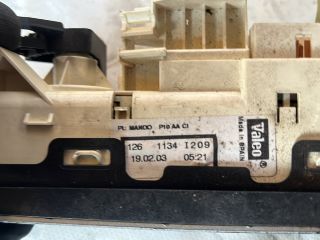 PL MANDO P10 AA CI
126 1134 I209
19.02.03 05:21
Valeo
Made in SPAIN